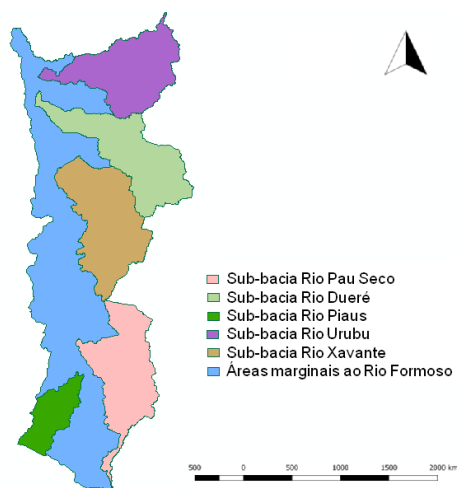 Sub-bacia Rio Pau Seco
Sub-bacia Rio Dueré
Sub-bacia Rio Piaus
Sub-bacia Rio Urubu
Sub-bacia Rio Xavante
Áreas marginais ao Rio Formoso
500 0 500 1000 1500 2000 km